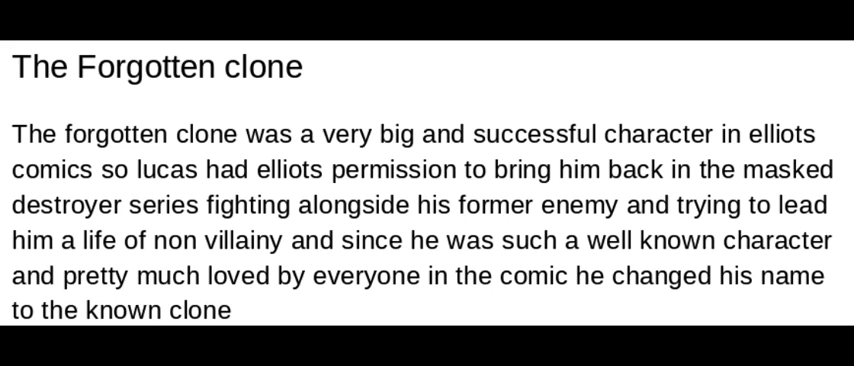 The Forgotten clone
The forgotten clone was a very big and successful character in elliots
comics so lucas had elliots permission to bring him back in the masked
destroyer series fighting alongside his former enemy and trying to lead
him a life of non villainy and since he was such a well known character
and pretty much loved by everyone in the comic he changed his name
to the known clone